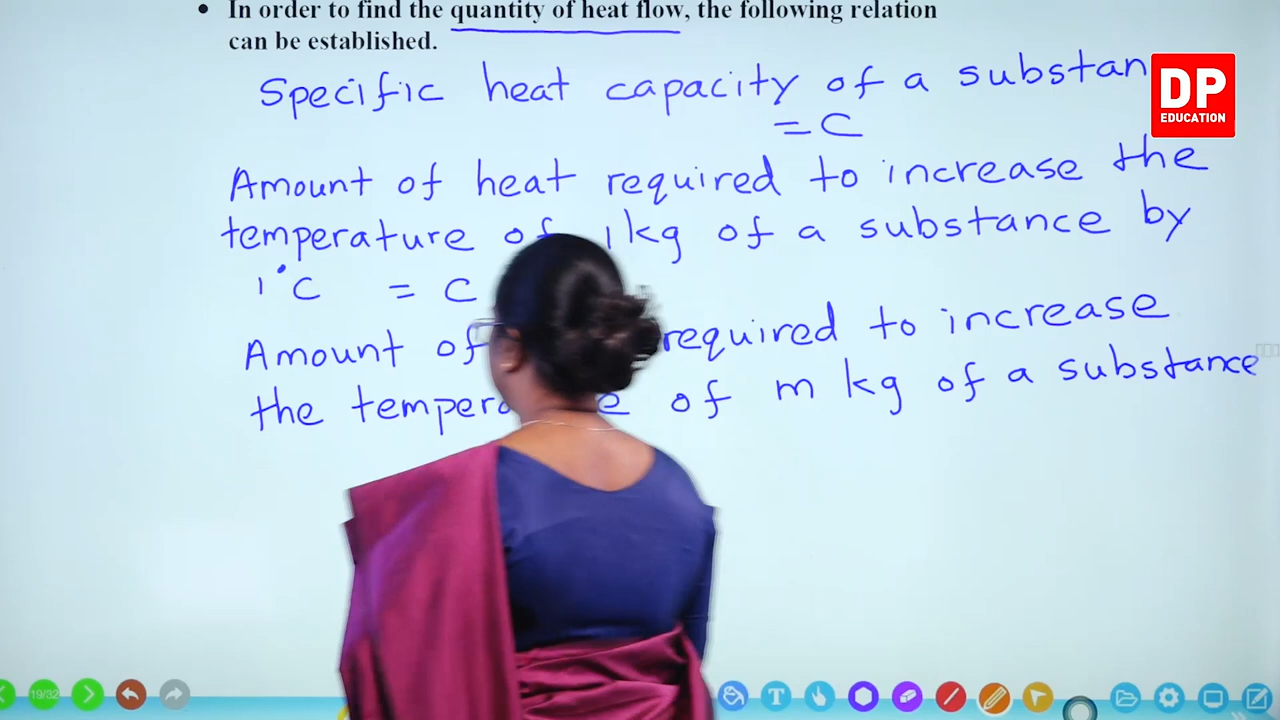 • In order to find the quantity of heat flow, the following relation
can be established.
Specific heat capacity of a substan
= C
DP
EDUCATION
Amount of heat required to increase the
temperature of 1kg of a substance by
1°C = C
Amount of required to increase
the tempera e of m kg of a substance
19/32